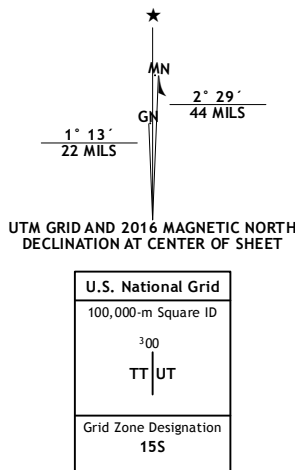 ★
MN
GN
2° 29´
44 MILS
1° 13´
22 MILS
UTM GRID AND 2016 MAGNETIC NORTH
DECLINATION AT CENTER OF SHEET
U.S. National Grid
100,000-m Square ID
³00
TT UT
Grid Zone Designation
15S